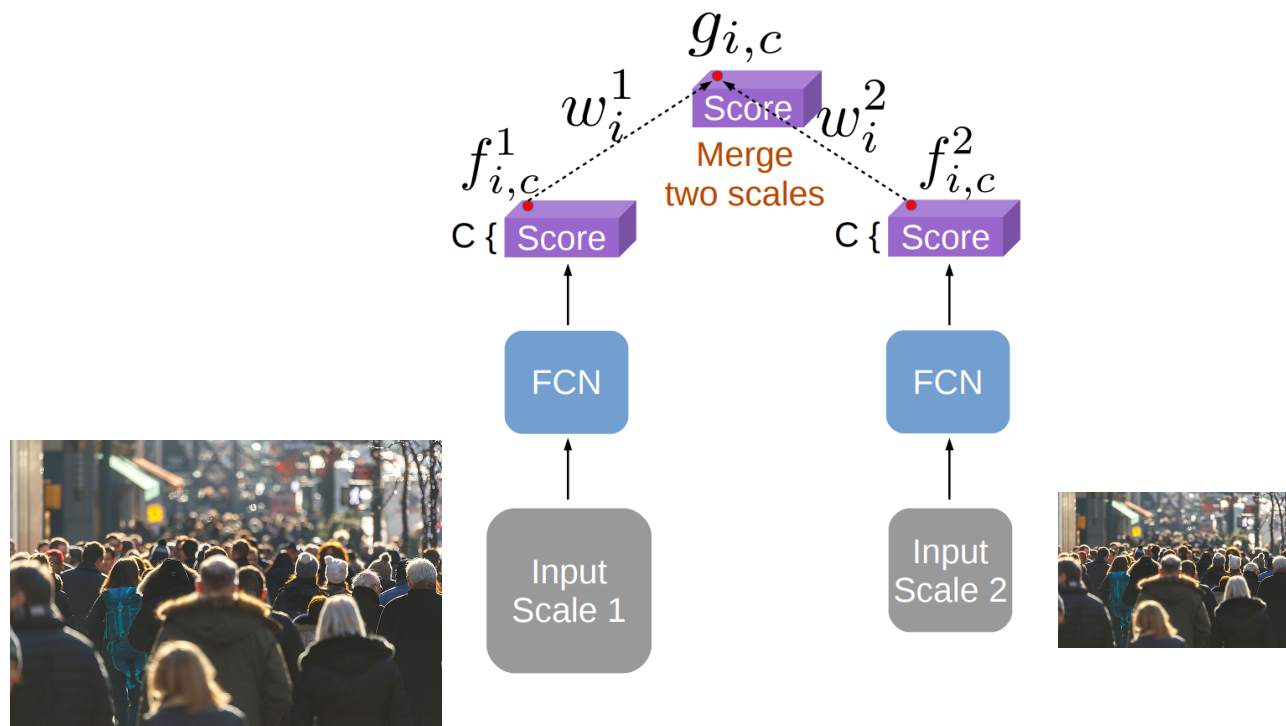 g_{i,c}
w_i^1
Score
w_i^2
Merge
two scales
f_{i,c}^1
f_{i,c}^2
C {
Score
C {
Score
FCN
FCN
Input
Scale 1
Input
Scale 2